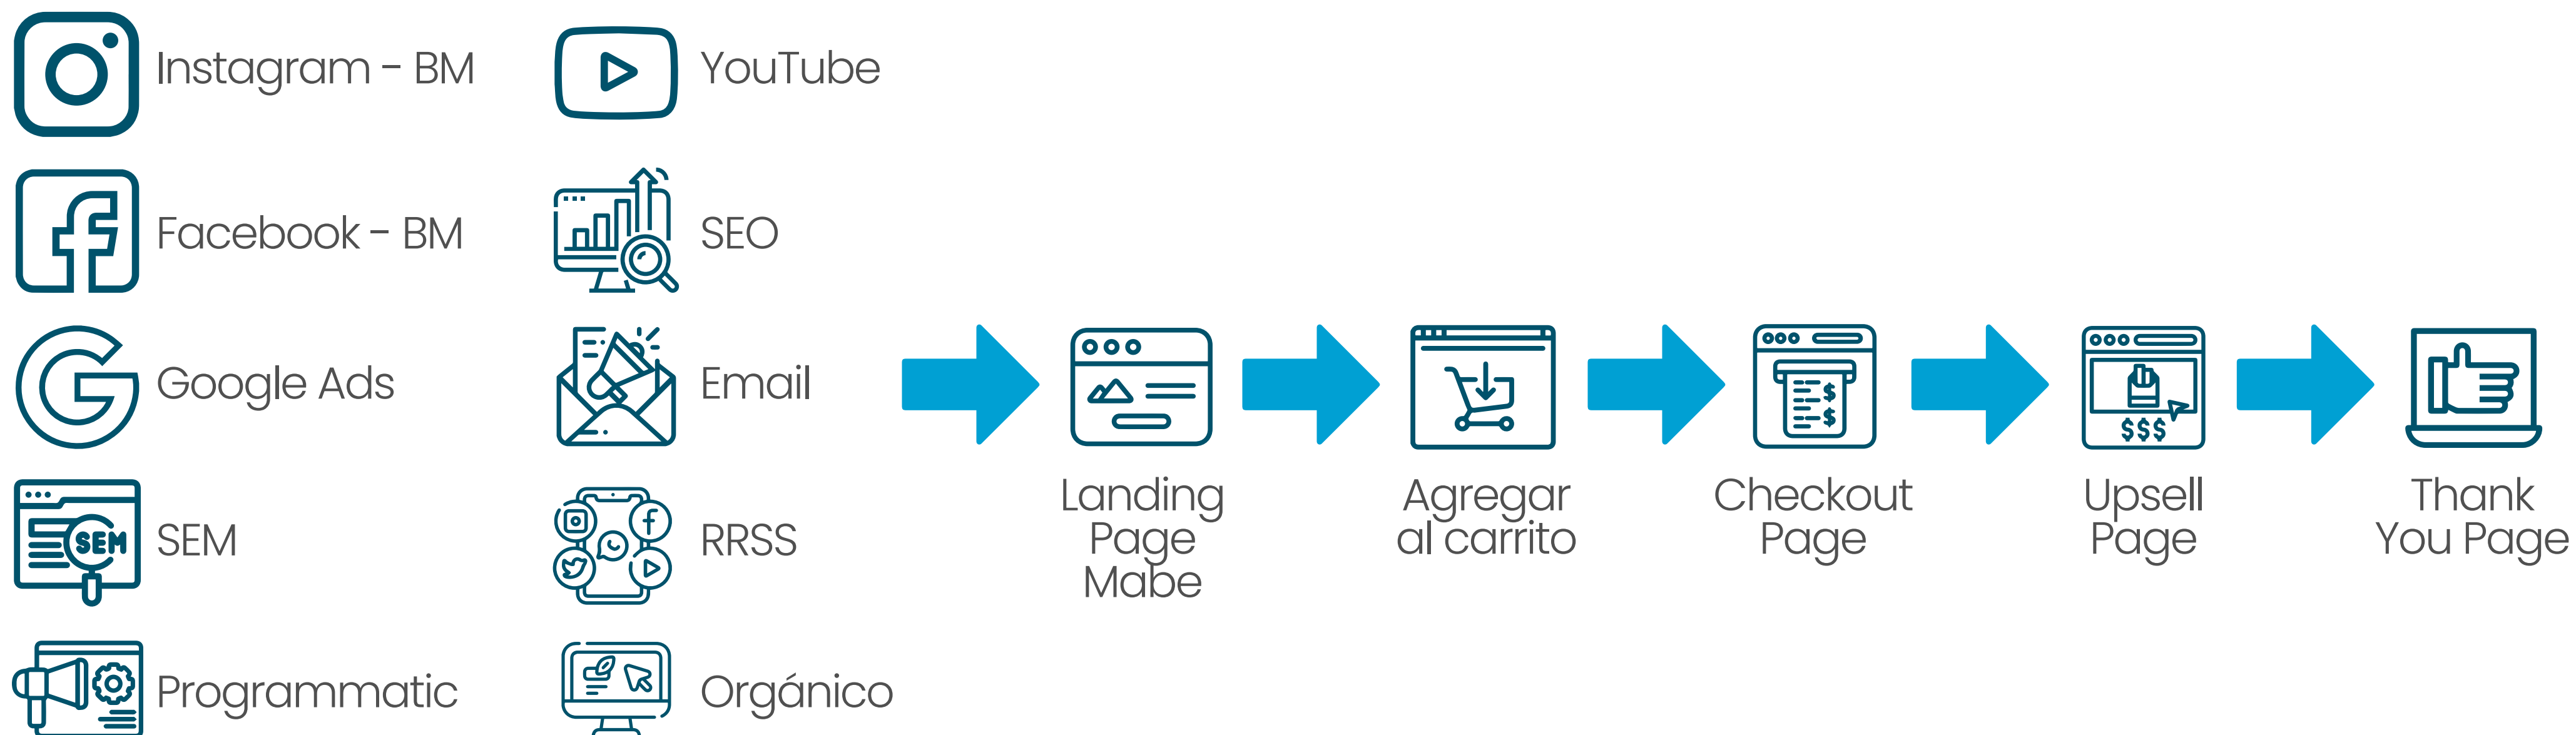 Instagram - BM
YouTube
Facebook - BM
SEO
Google Ads
Email
SEM
SEM
RRSS
Programmatic
Orgánico
$
$
$$$
Landing
Page
Mabe
Agregar
al carrito
Checkout
Page
Upsell
Page
Thank
You Page